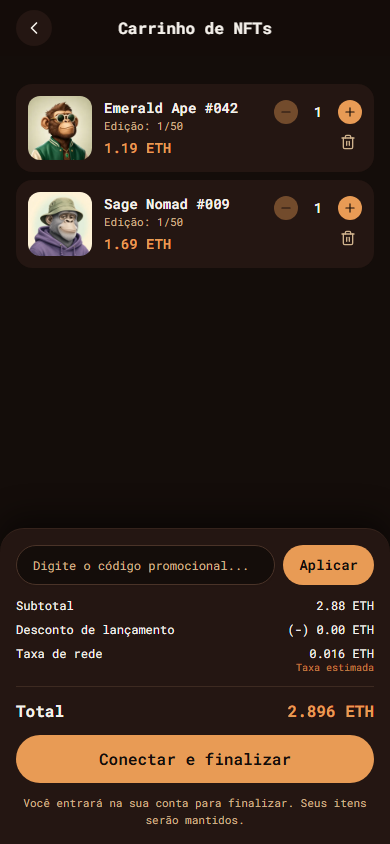 Carrinho de NFTs
Emerald Ape #042
Edição: 1/50
1.19 ETH
1
Sage Nomad #009
Edição: 1/50
1.69 ETH
1
Digite o código promocional...
Aplicar
Subtotal 2.88 ETH
Desconto de lançamento (-) 0.00 ETH
Taxa de rede 0.016 ETH
Taxa estimada
Total 2.896 ETH
Conectar e finalizar
Você entrará na sua conta para finalizar. Seus itens
serão mantidos.